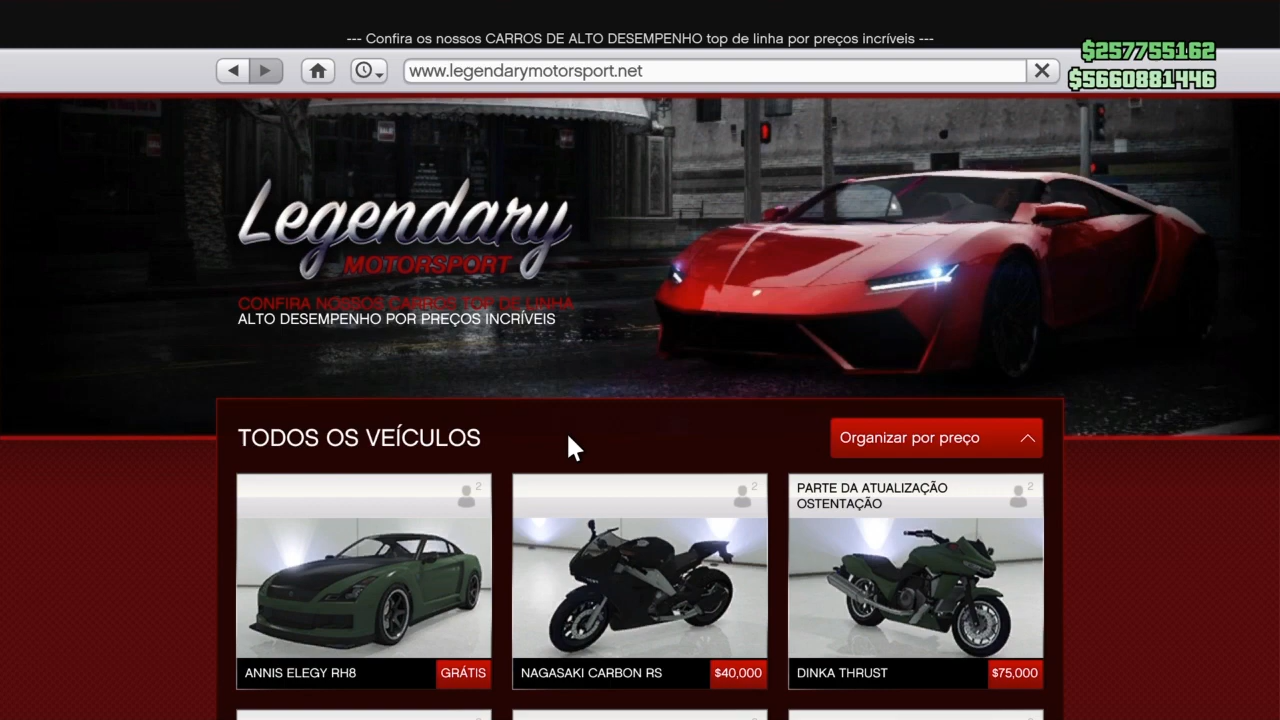 --- Confira os nossos CARROS DE ALTO DESEMPENHO top de linha por preços incríveis ---
$257755162
www.legendarymotorsport.net
$5660881446
Legendary
MOTORSPORT
CONFIRA NOSSOS CARROS TOP DE LINHA
ALTO DESEMPENHO POR PREÇOS INCRÍVEIS
TODOS OS VEÍCULOS
Organizar por preço
2
2
PARTE DA ATUALIZAÇÃO
OSTENTAÇÃO
2
ANNIS ELEGY RH8
GRÁTIS
NAGASAKI CARBON RS
$40,000
DINKA THRUST
$75,000